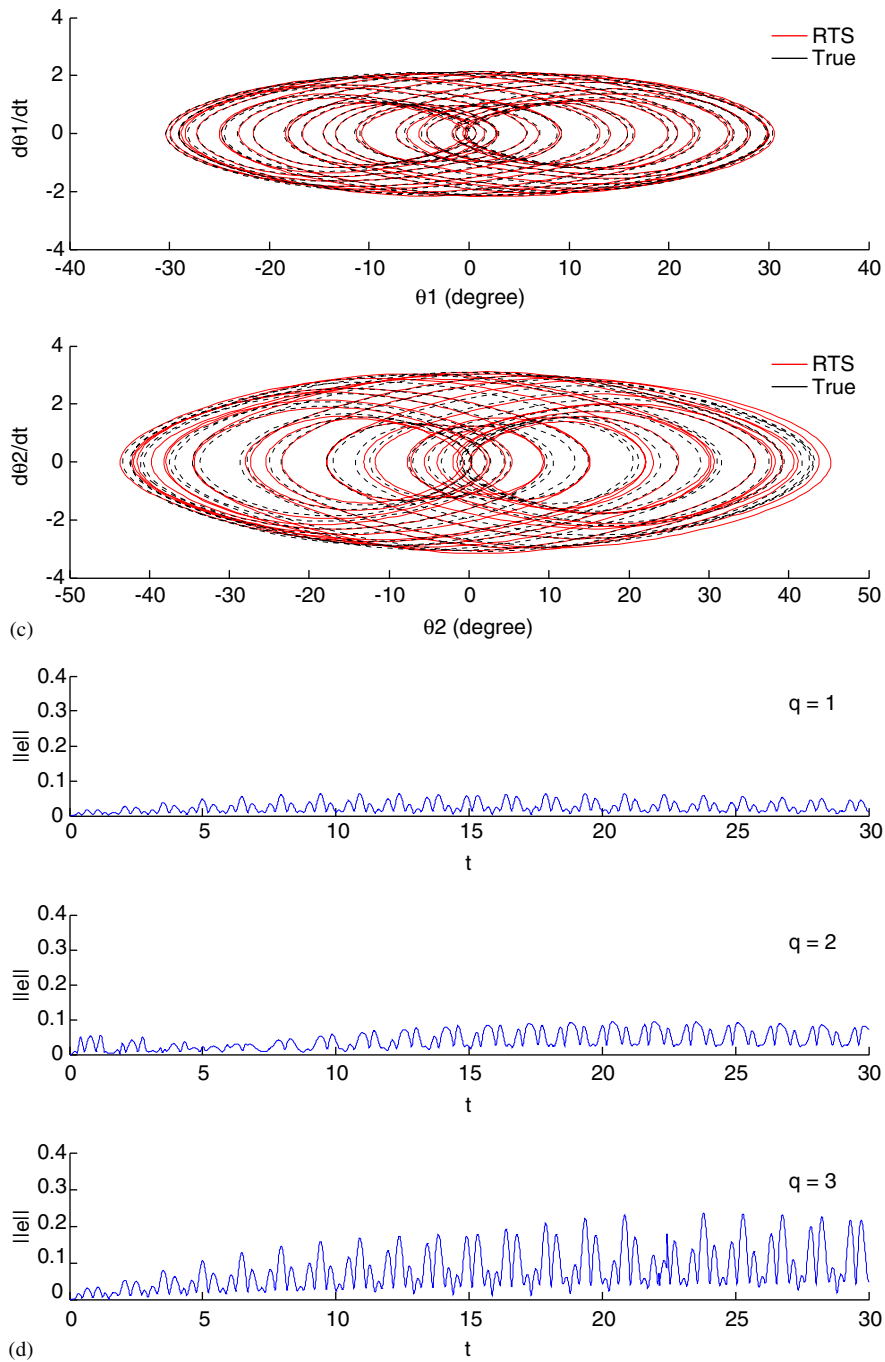 4
2
0
-2
-4
dθ1/dt
RTS
True
-40 -30 -20 -10 0 10 20 30 40
θ1 (degree)
4
2
0
-2
-4
dθ2/dt
RTS
True
-50 -40 -30 -20 -10 0 10 20 30 40 50
θ2 (degree)
(c)
0.4
0.3
0.2
0.1
0
||e||
q = 1
0 5 10 15 20 25 30
t
0.4
0.3
0.2
0.1
0
||e||
q = 2
0 5 10 15 20 25 30
t
0.4
0.3
0.2
0.1
0
||e||
q = 3
0 5 10 15 20 25 30
t
(d)